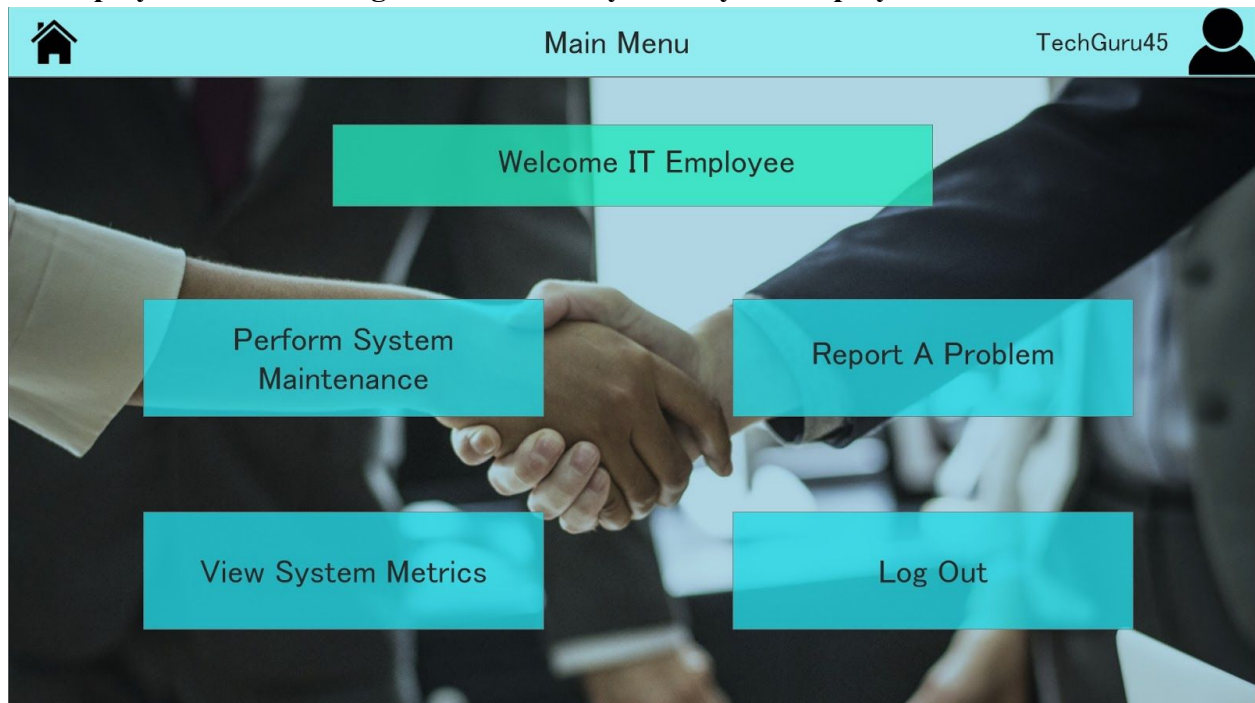 Main Menu
TechGuru45
Welcome IT Employee
Perform System
Maintenance
Report A Problem
View System Metrics
Log Out